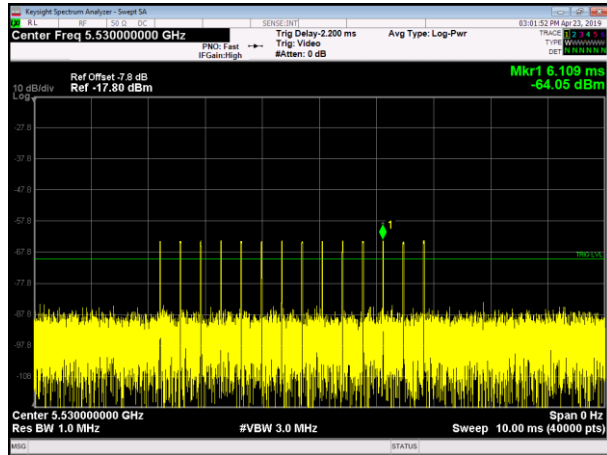 Keysight Spectrum Analyzer - Swept SA
RL RF 50 Ω DC SENSE:INT 03:01:52 PM Apr 23, 2019
Center Freq 5.530000000 GHz
PNO: Fast
IFGain:High
Trig Delay-2.200 ms
Trig: Video
#Atten: 0 dB
Avg Type: Log-Pwr
TRACE 1 2 3 4 5 6
TYPE WWWWWW
DET N N N N N N
Mkr1 6.109 ms
-64.05 dBm
Ref Offset -7.8 dB
10 dB/div Ref -17.80 dBm
Log
-27.8
-37.8
-47.8
-57.8
1
-67.8
TRIG LVL
-77.8
-87.8
-97.8
-108
Center 5.530000000 GHz Span 0 Hz
Res BW 1.0 MHz #VBW 3.0 MHz Sweep 10.00 ms (40000 pts)
MSG STATUS